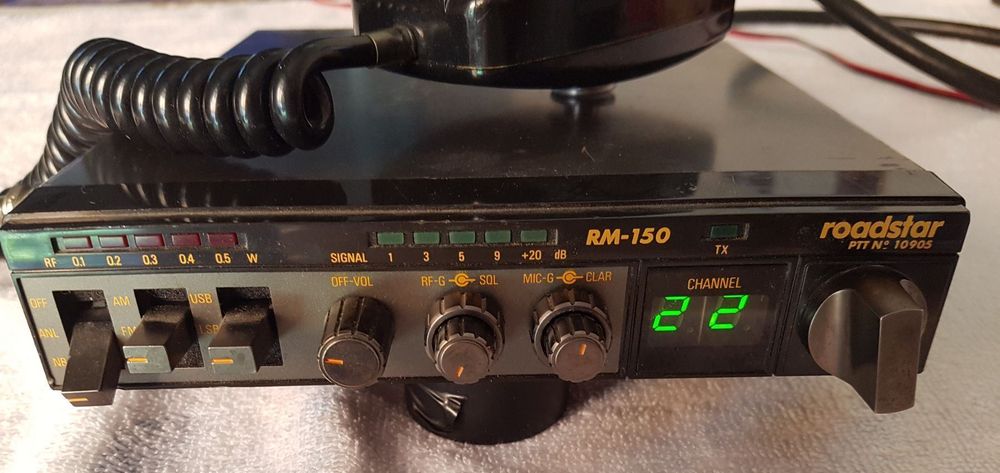 RF 0.1 0.2 0.3 0.4 0.5 W
SIGNAL 1 3 5 9 +20 dB
RM-150
TX
roadstar
PTT Nº 10905
OFF
ANL
NB
AM
FM
USB
LSB
OFF-VOL
RF-G SQL
MIC-G CLAR
CHANNEL
22